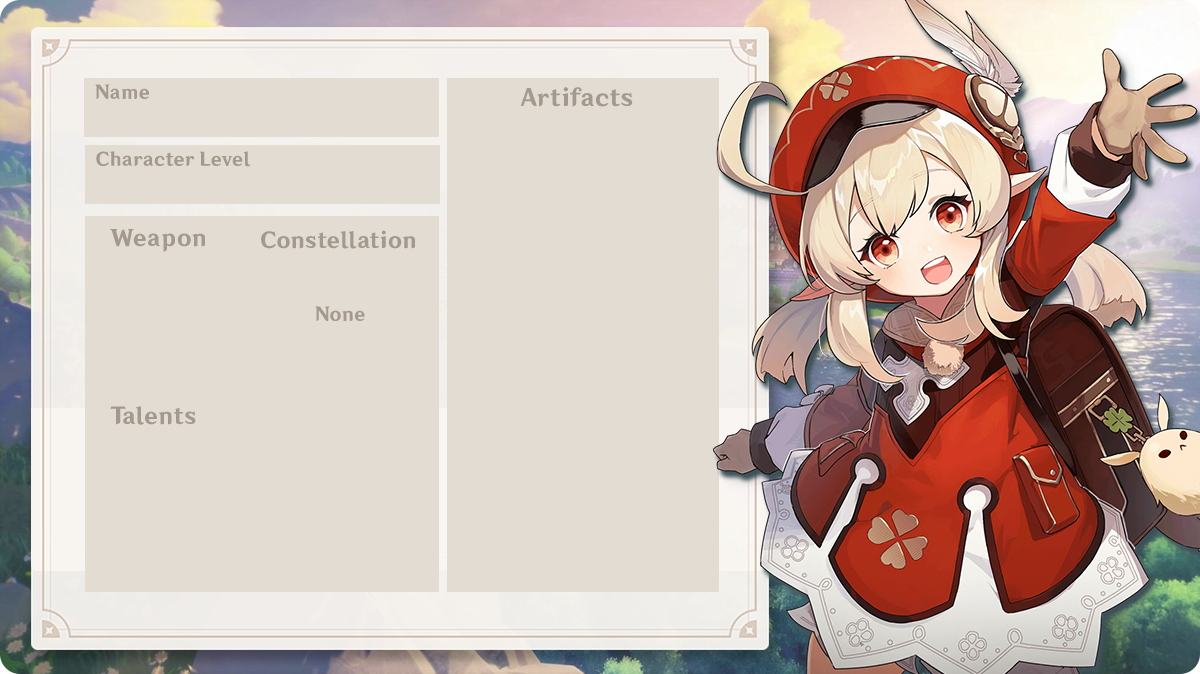 Name
Character Level
Weapon
Constellation
None
Talents
Artifacts